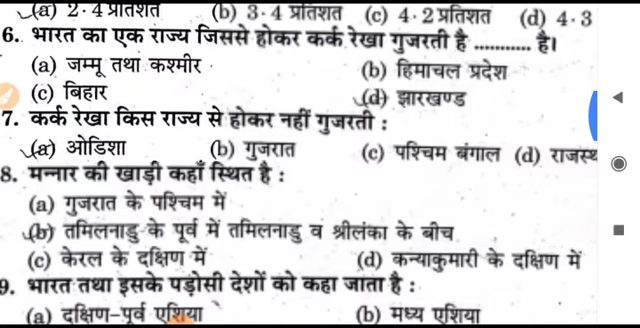 (a) 2·4 प्रतिशत (b) 3·4 प्रतिशत (c) 4·2 प्रतिशत (d) 4·3
6. भारत का एक राज्य जिससे होकर कर्क रेखा गुजरती है ........... है।
(a) जम्मू तथा कश्मीर (b) हिमाचल प्रदेश
(c) बिहार (d) झारखण्ड
7. कर्क रेखा किस राज्य से होकर नहीं गुजरती :
(a) ओडिशा (b) गुजरात (c) पश्चिम बंगाल (d) राजस्थ
8. मन्नार की खाड़ी कहाँ स्थित है :
(a) गुजरात के पश्चिम में
(b) तमिलनाडु के पूर्व में तमिलनाडु व श्रीलंका के बीच
(c) केरल के दक्षिण में (d) कन्याकुमारी के दक्षिण में
9. भारत तथा इसके पड़ोसी देशों को कहा जाता है :
(a) दक्षिण-पूर्व एशिया (b) मध्य एशिया